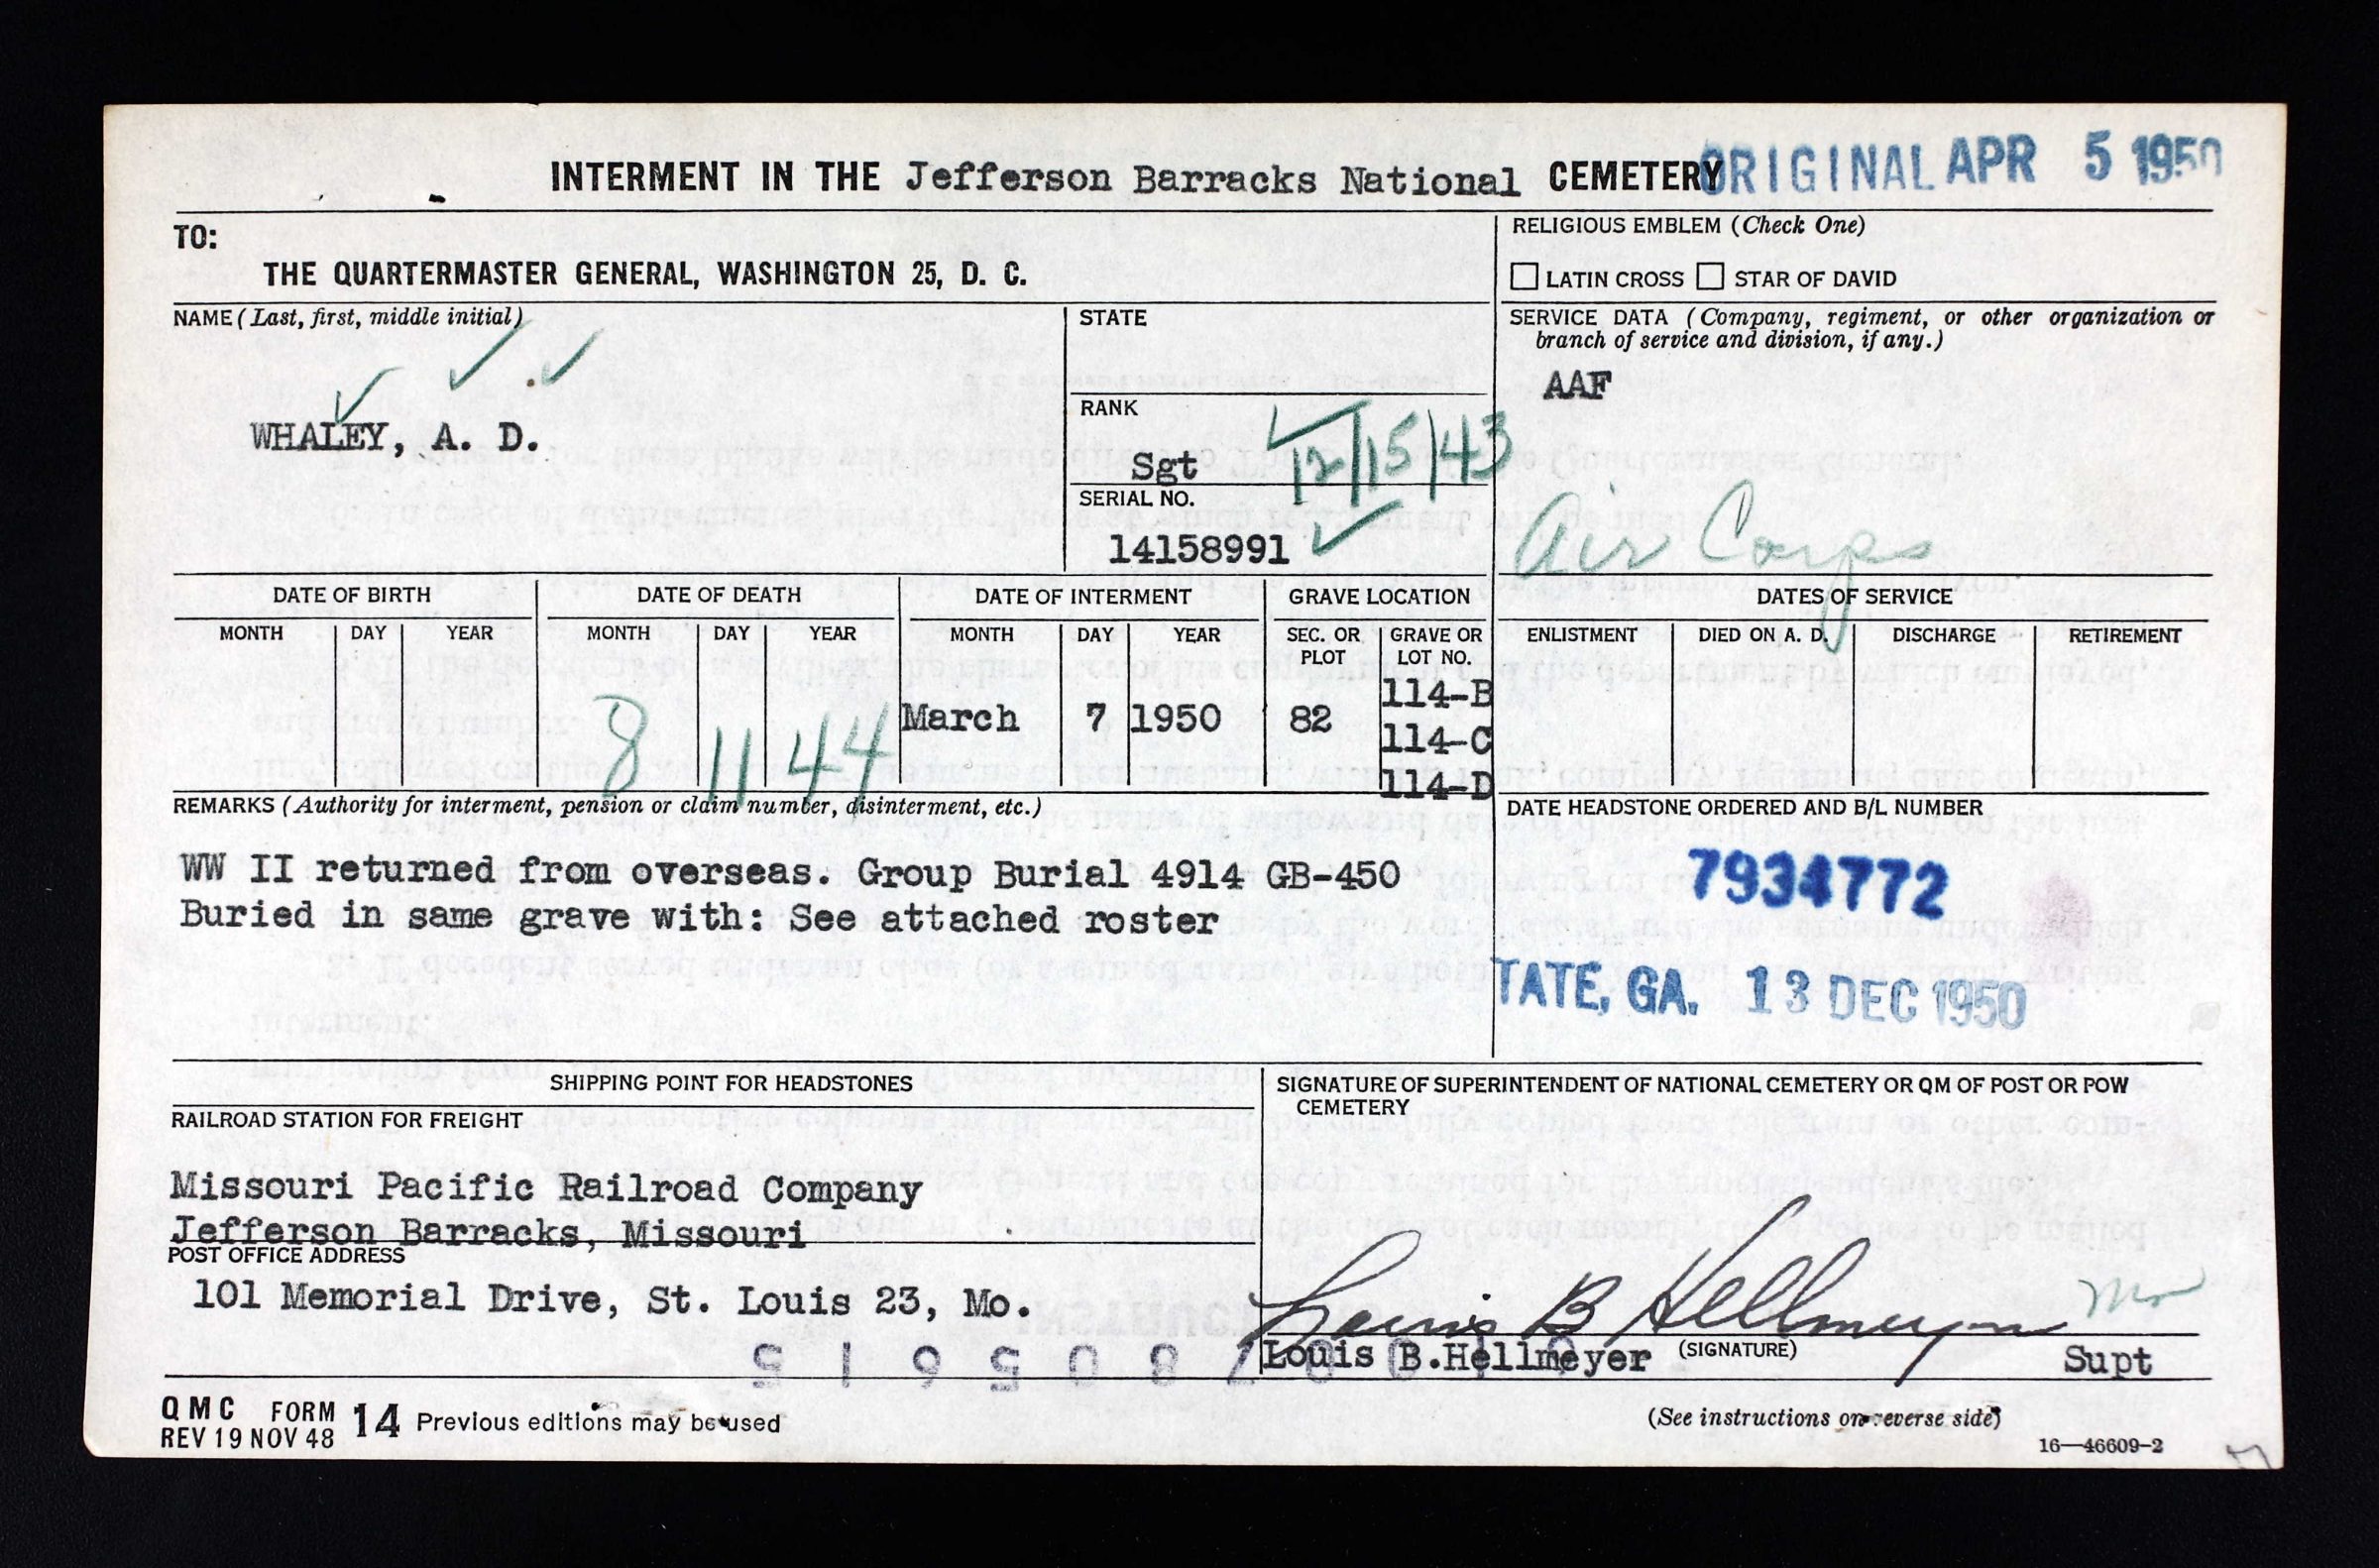 INTERMENT IN THE Jefferson Barracks National CEMETERY ORIGINAL APR 5 1950
TO:
THE QUARTERMASTER GENERAL, WASHINGTON 25, D. C.
RELIGIOUS EMBLEM (Check One)
LATIN CROSS STAR OF DAVID
NAME (Last, first, middle initial)
WHALEY, A. D.
STATE
RANK
Sgt 12/15/43
SERIAL NO.
14158991
SERVICE DATA (Company, regiment, or other organization or
branch of service and division, if any.)
AAF
Air Corps
DATE OF BIRTH DATE OF DEATH DATE OF INTERMENT GRAVE LOCATION DATES OF SERVICE
MONTH DAY YEAR MONTH DAY YEAR MONTH DAY YEAR SEC. OR PLOT GRAVE OR LOT NO. ENLISTMENT DIED ON A. D. DISCHARGE RETIREMENT
8 11 44 March 7 1950 82 114-B
114-C
114-D
REMARKS (Authority for interment, pension or claim number, disinterment, etc.)
WW II returned from overseas. Group Burial 4914 GB-450
Buried in same grave with: See attached roster
DATE HEADSTONE ORDERED AND B/L NUMBER
7934772
TATE, GA. 13 DEC 1950
SHIPPING POINT FOR HEADSTONES
RAILROAD STATION FOR FREIGHT
Missouri Pacific Railroad Company
Jefferson Barracks, Missouri
POST OFFICE ADDRESS
101 Memorial Drive, St. Louis 23, Mo.
SIGNATURE OF SUPERINTENDENT OF NATIONAL CEMETERY OR QM OF POST OR POW
CEMETERY
Louis B Hellmeyer
Louis B.Hellmeyer (SIGNATURE) Supt
QMC FORM 14 Previous editions may be used
REV 19 NOV 48
(See instructions on reverse side)
16—46609-2